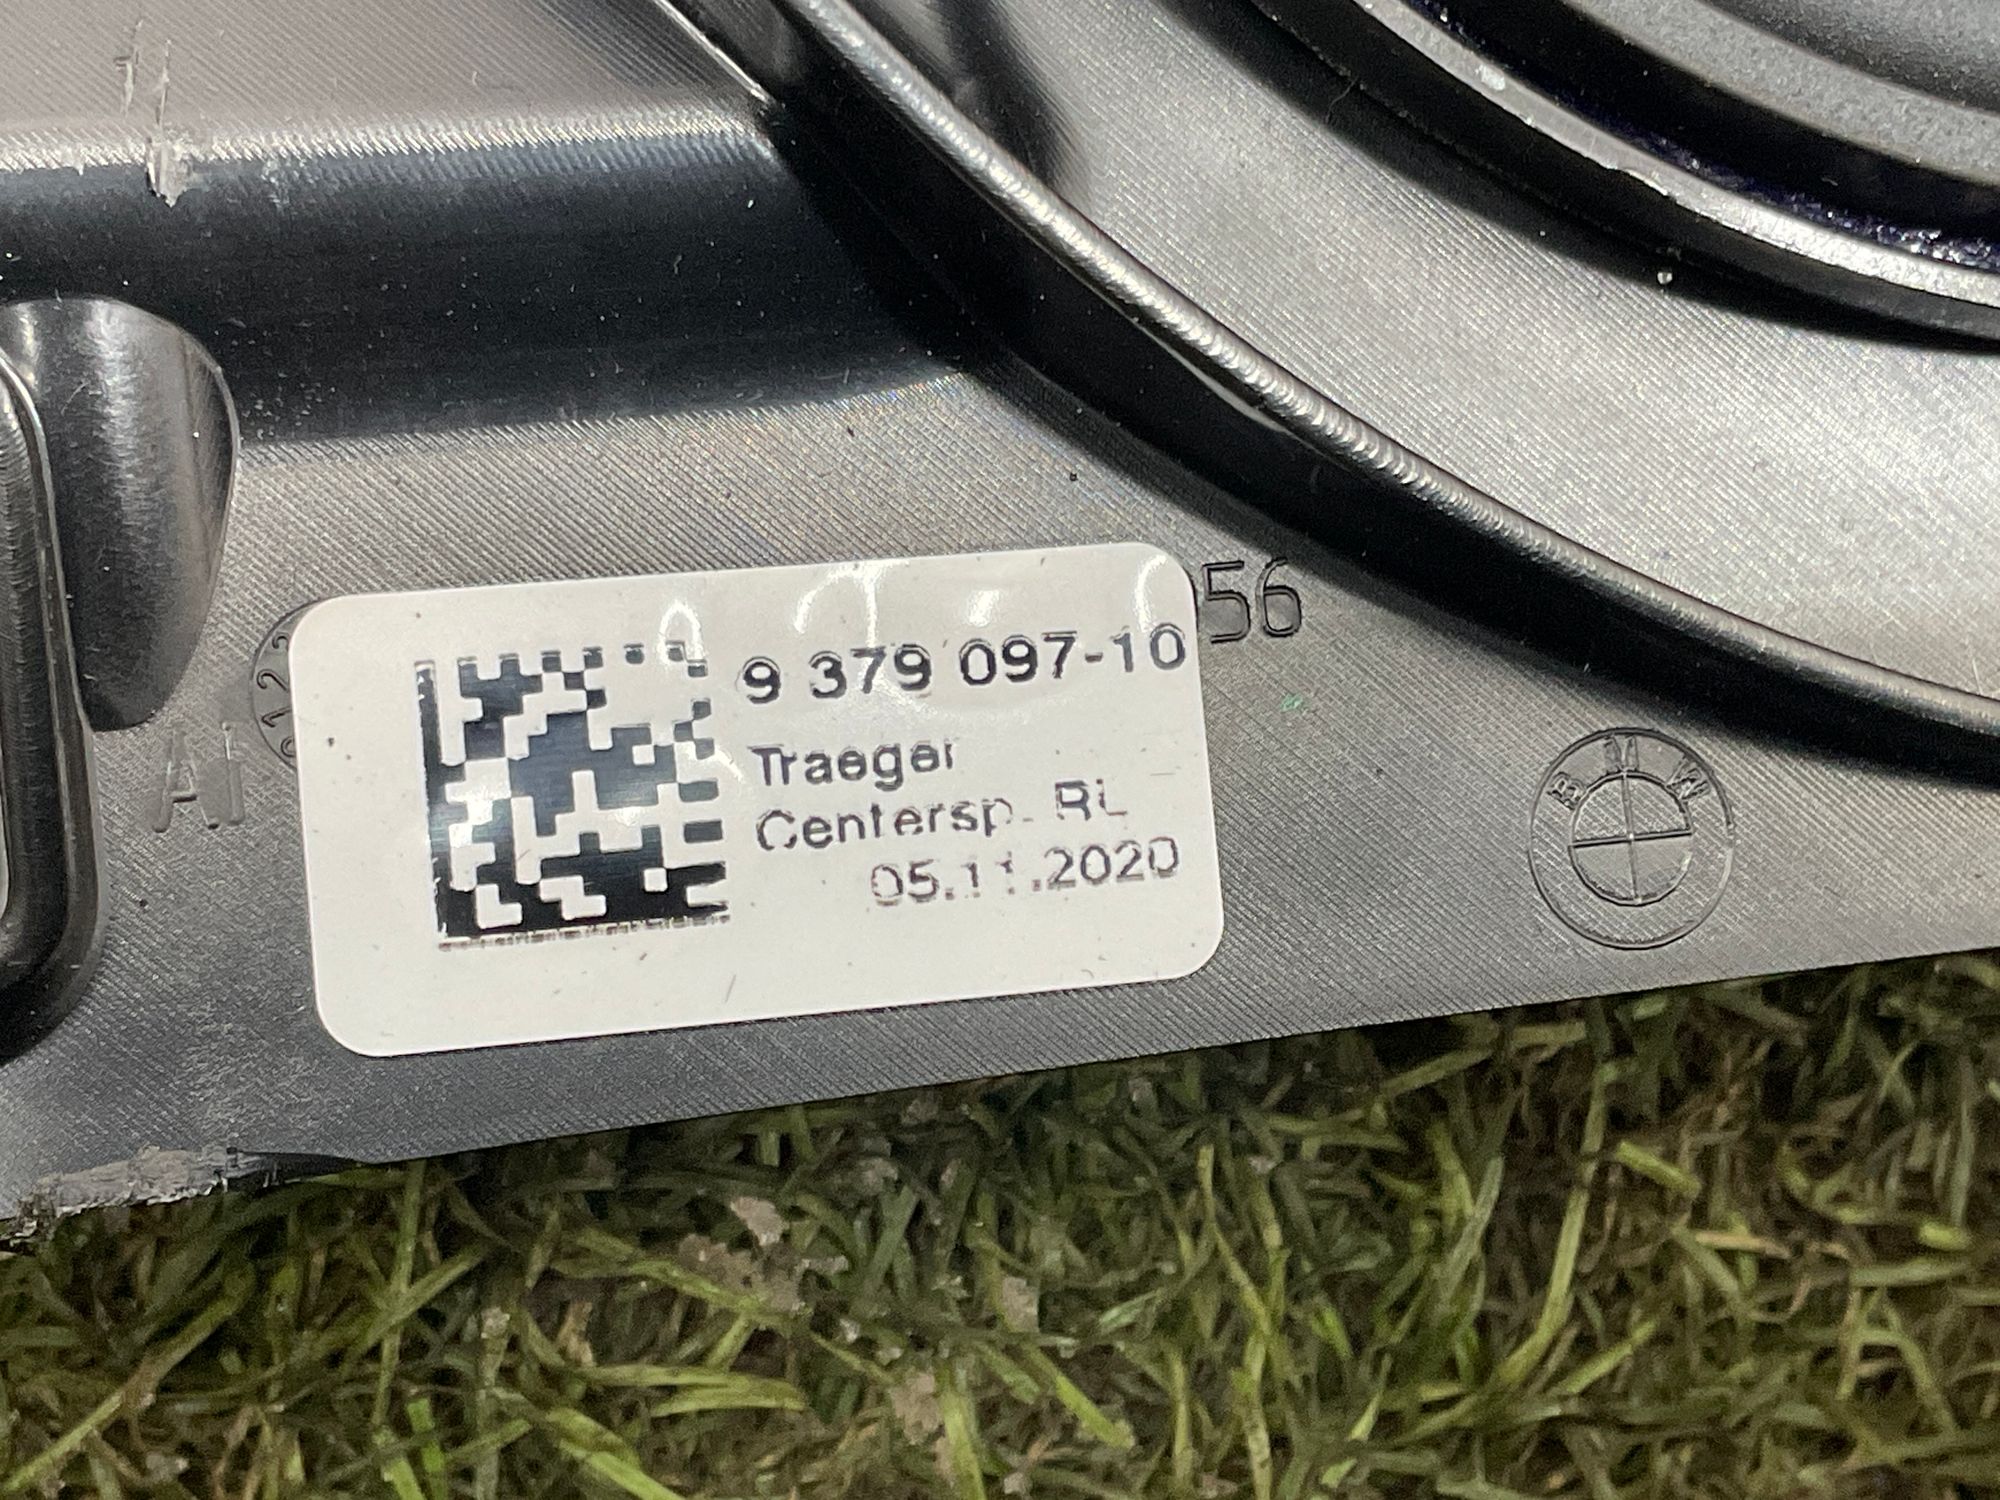 56
9 379 097-10
Traeger
Centersp. RL
05.11.2020
BMW